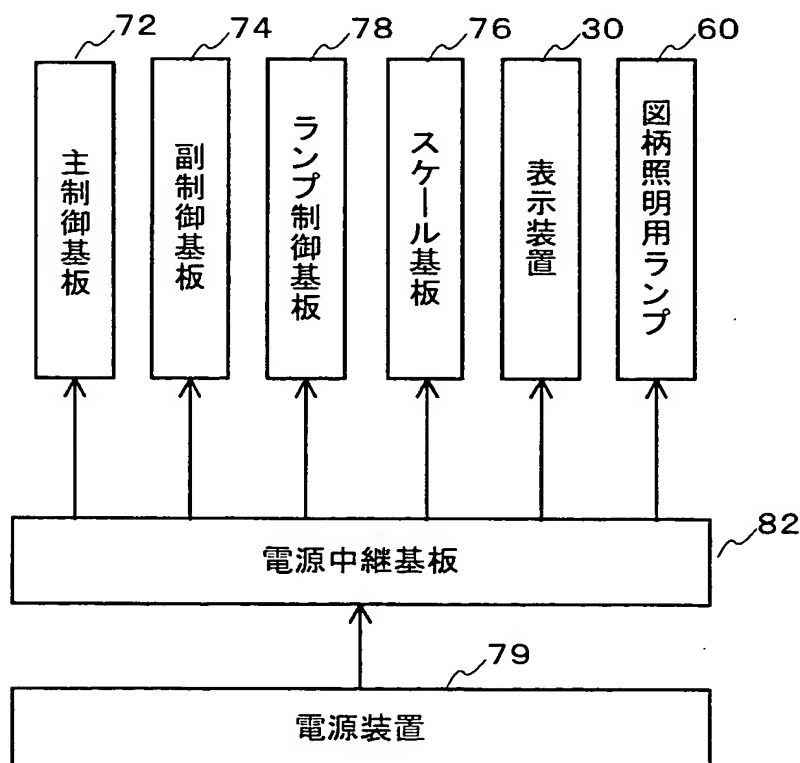 72
74
78
76
30
60
主制御基板
副制御基板
ランプ制御基板
スケール基板
表示装置
図柄照明用ランプ
82
電源中継基板
79
電源装置